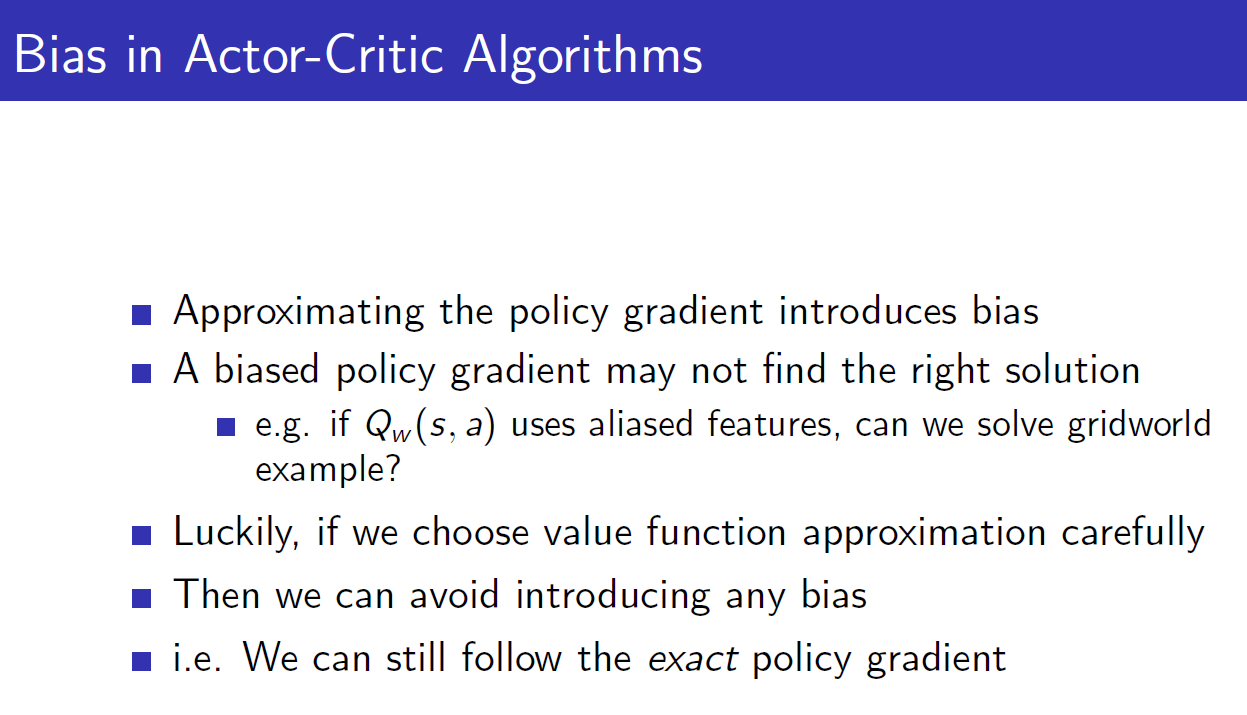 Bias in Actor-Critic Algorithms
Approximating the policy gradient introduces bias
A biased policy gradient may not find the right solution
e.g. if Qw(s, a) uses aliased features, can we solve gridworld
example?
Luckily, if we choose value function approximation carefully
Then we can avoid introducing any bias
i.e. We can still follow the exact policy gradient